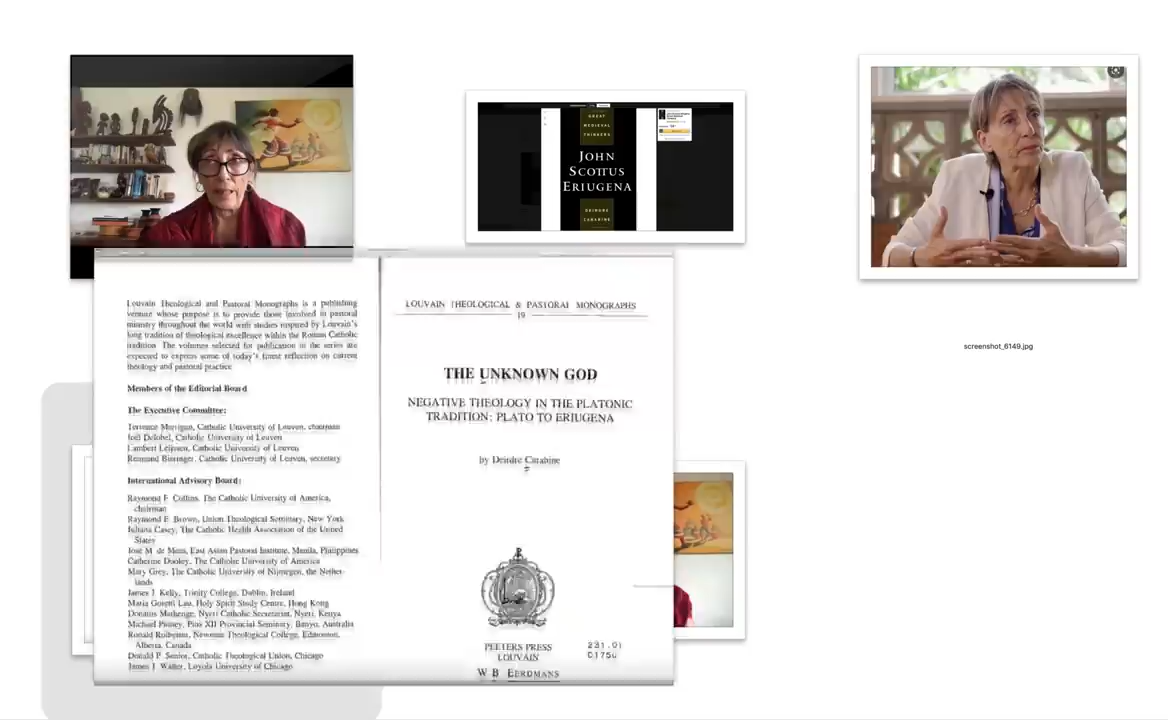 GREAT
MEDIEVAL
THINKERS
JOHN
SCOTTUS
ERIUGENA
DEIRDRE
CARABINE
Louvain Theological and Pastoral Monographs is a publishing
venture whose purpose is to provide those involved in pastoral
ministry throughout the world with studies inspired by Louvain's
long tradition of theological excellence within the Roman Catholic
tradition. The volumes selected for publication in the series are
expected to express some of today's finest reflection on current
theology and pastoral practice
Members of the Editorial Board
The Executive Committee:
Terrence Merrigan, Catholic University of Louven, chairman
Joël Delobel, Catholic University of Louven
Lambert Leijssen, Catholic University of Louven
Reimund Bieringer, Catholic University of Louven, secretary
International Advisory Board:
Raymond F. Collins, The Catholic University of America,
chairman
Raymond E. Brown, Union Theological Seminary, New York
Juliana Casey, The Catholic Health Association of the United
States
José M. de Mesa, East Asian Pastoral Institute, Manila, Philippines
Catherine Dooley, The Catholic University of America
Mary Grey, The Catholic University of Nijmegen, the Nether-
lands
James J. Kelly, Trinity College, Dublin, Ireland
Maria Goretti Lau, Holy Spirit Study Centre, Hong Kong
Donatus Mathenge, Nyeri Catholic Secretariat, Nyeri, Kenya
Michael Putney, Pius XII Provincial Seminary, Banyo, Australia
Ronald Rolheiser, Newman Theological College, Edmonton,
Alberta, Canada
Donald P. Senior, Catholic Theological Union, Chicago
James J. Walter, Loyola University of Chicago
LOUVAIN THEOLOGICAL & PASTORAL MONOGRAPHS
19
THE UNKNOWN GOD
NEGATIVE THEOLOGY IN THE PLATONIC
TRADITION: PLATO TO ERIUGENA
by Deirdre Carabine
PEETERS PRESS
LOUVAIN
W.B. EERDMANS
231.01
C175u
screenshot_6149.jpg